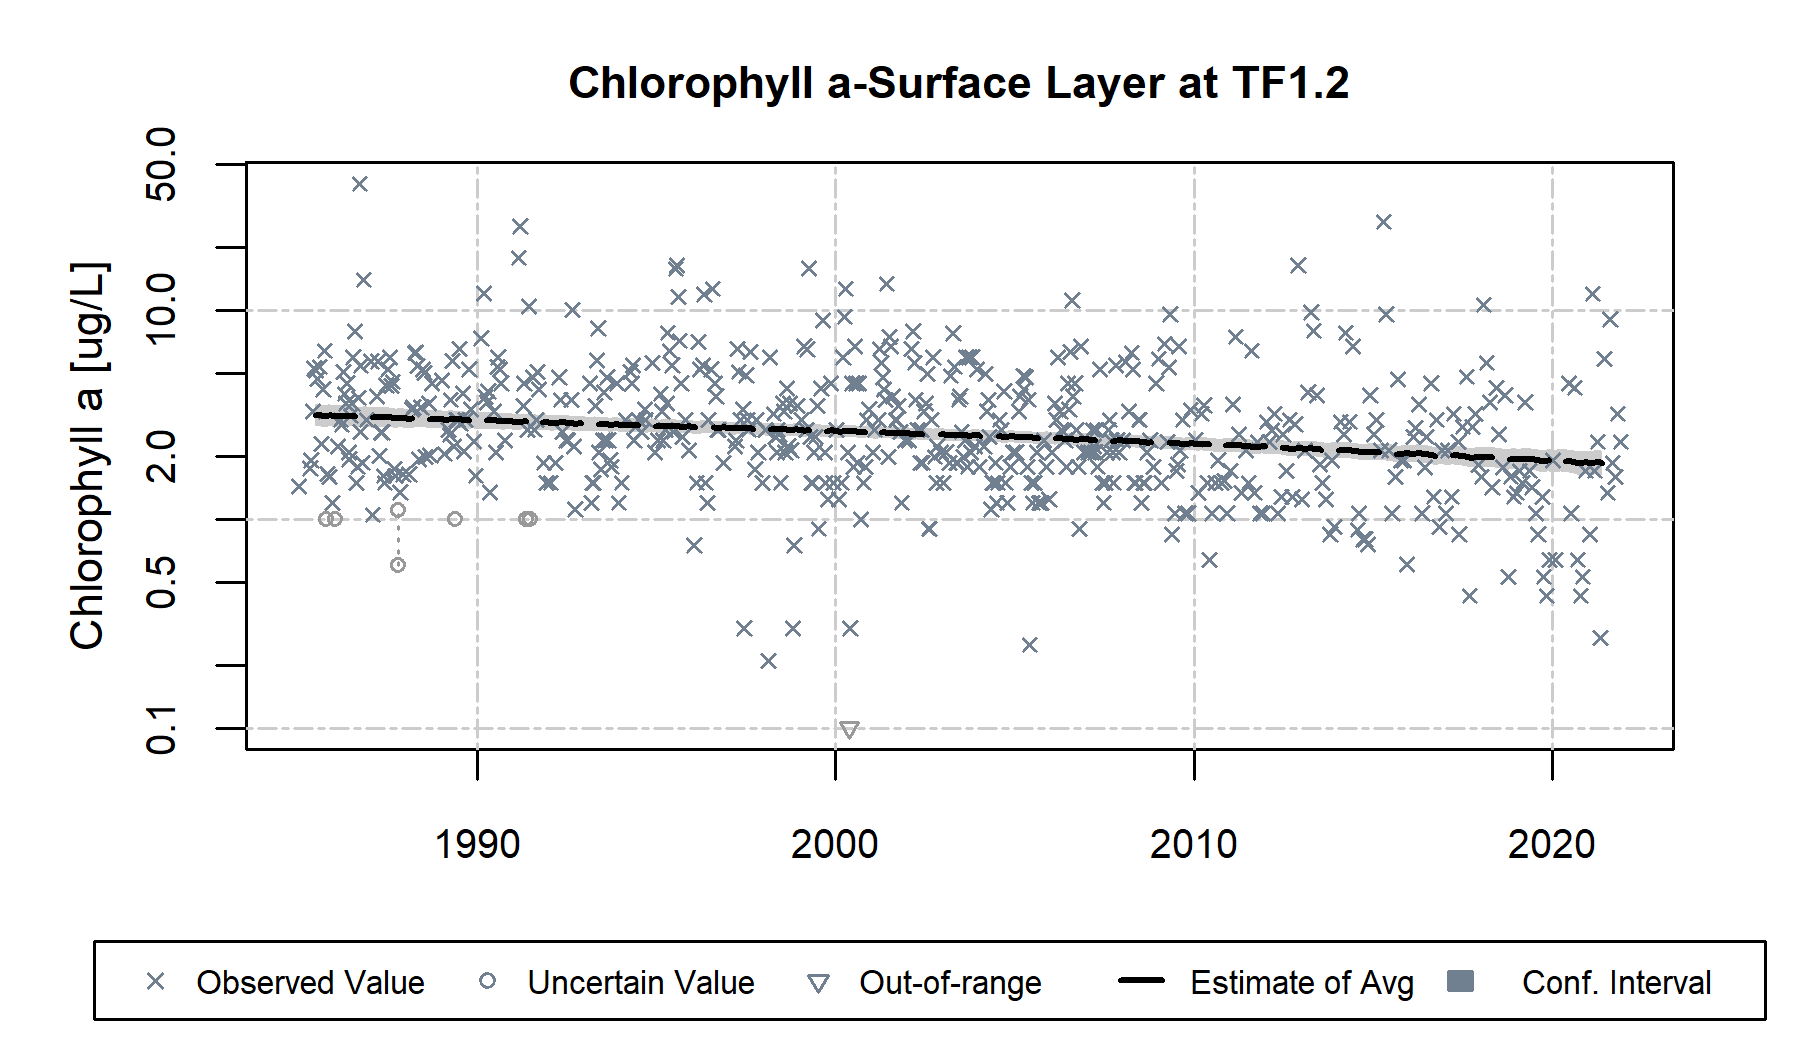 Chlorophyll a-Surface Layer at TF1.2
Chlorophyll a [ug/L]
50.0
10.0
2.0
0.5
0.1
1990 2000 2010 2020
Observed Value Uncertain Value Out-of-range Estimate of Avg Conf. Interval